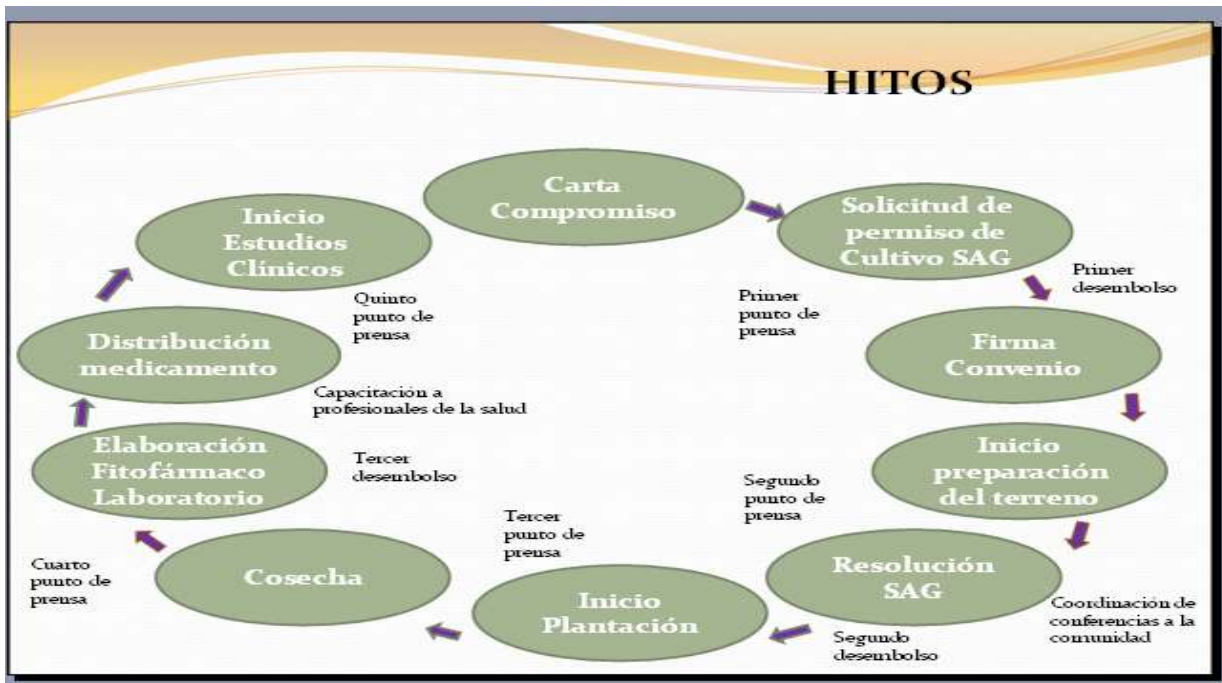 HITOS
Carta
Compromiso
Solicitud de
permiso de
Cultivo SAG
Primer
desembolso
Primer
punto de
prensa
Firma
Convenio
Inicio
preparación
del terreno
Segundo
punto de
prensa
Coordinación de
conferencias a la
comunidad
Resolución
SAG
Segundo
desembolso
Inicio
Plantación
Tercer
punto de
prensa
Cosecha
Cuarto
punto de
prensa
Elaboración
Fitofármaco
Laboratorio
Tercer
desembolso
Distribución
medicamento
Capacitación a
profesionales de la salud
Inicio
Estudios
Clínicos
Quinto
punto de
prensa